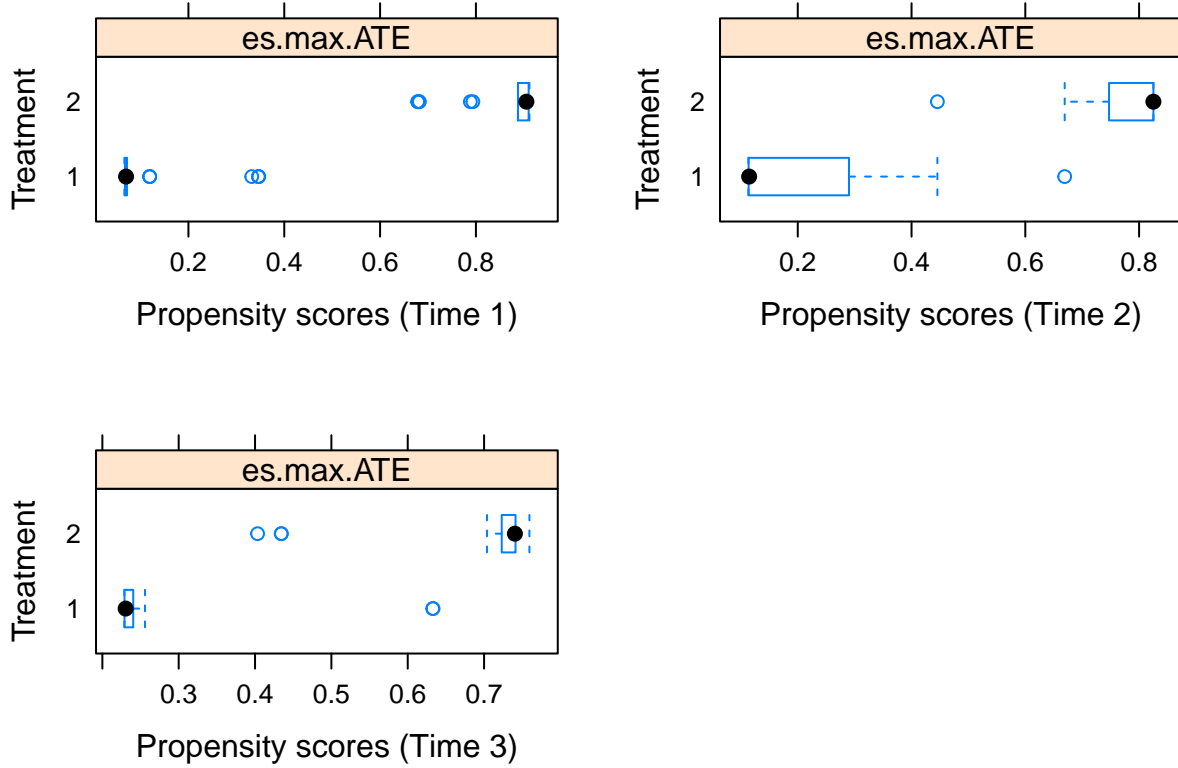 es.max.ATE
Treatment
2
1
0.2 0.4 0.6 0.8
Propensity scores (Time 1)
es.max.ATE
Treatment
2
1
0.2 0.4 0.6 0.8
Propensity scores (Time 2)
es.max.ATE
Treatment
2
1
0.3 0.4 0.5 0.6 0.7
Propensity scores (Time 3)